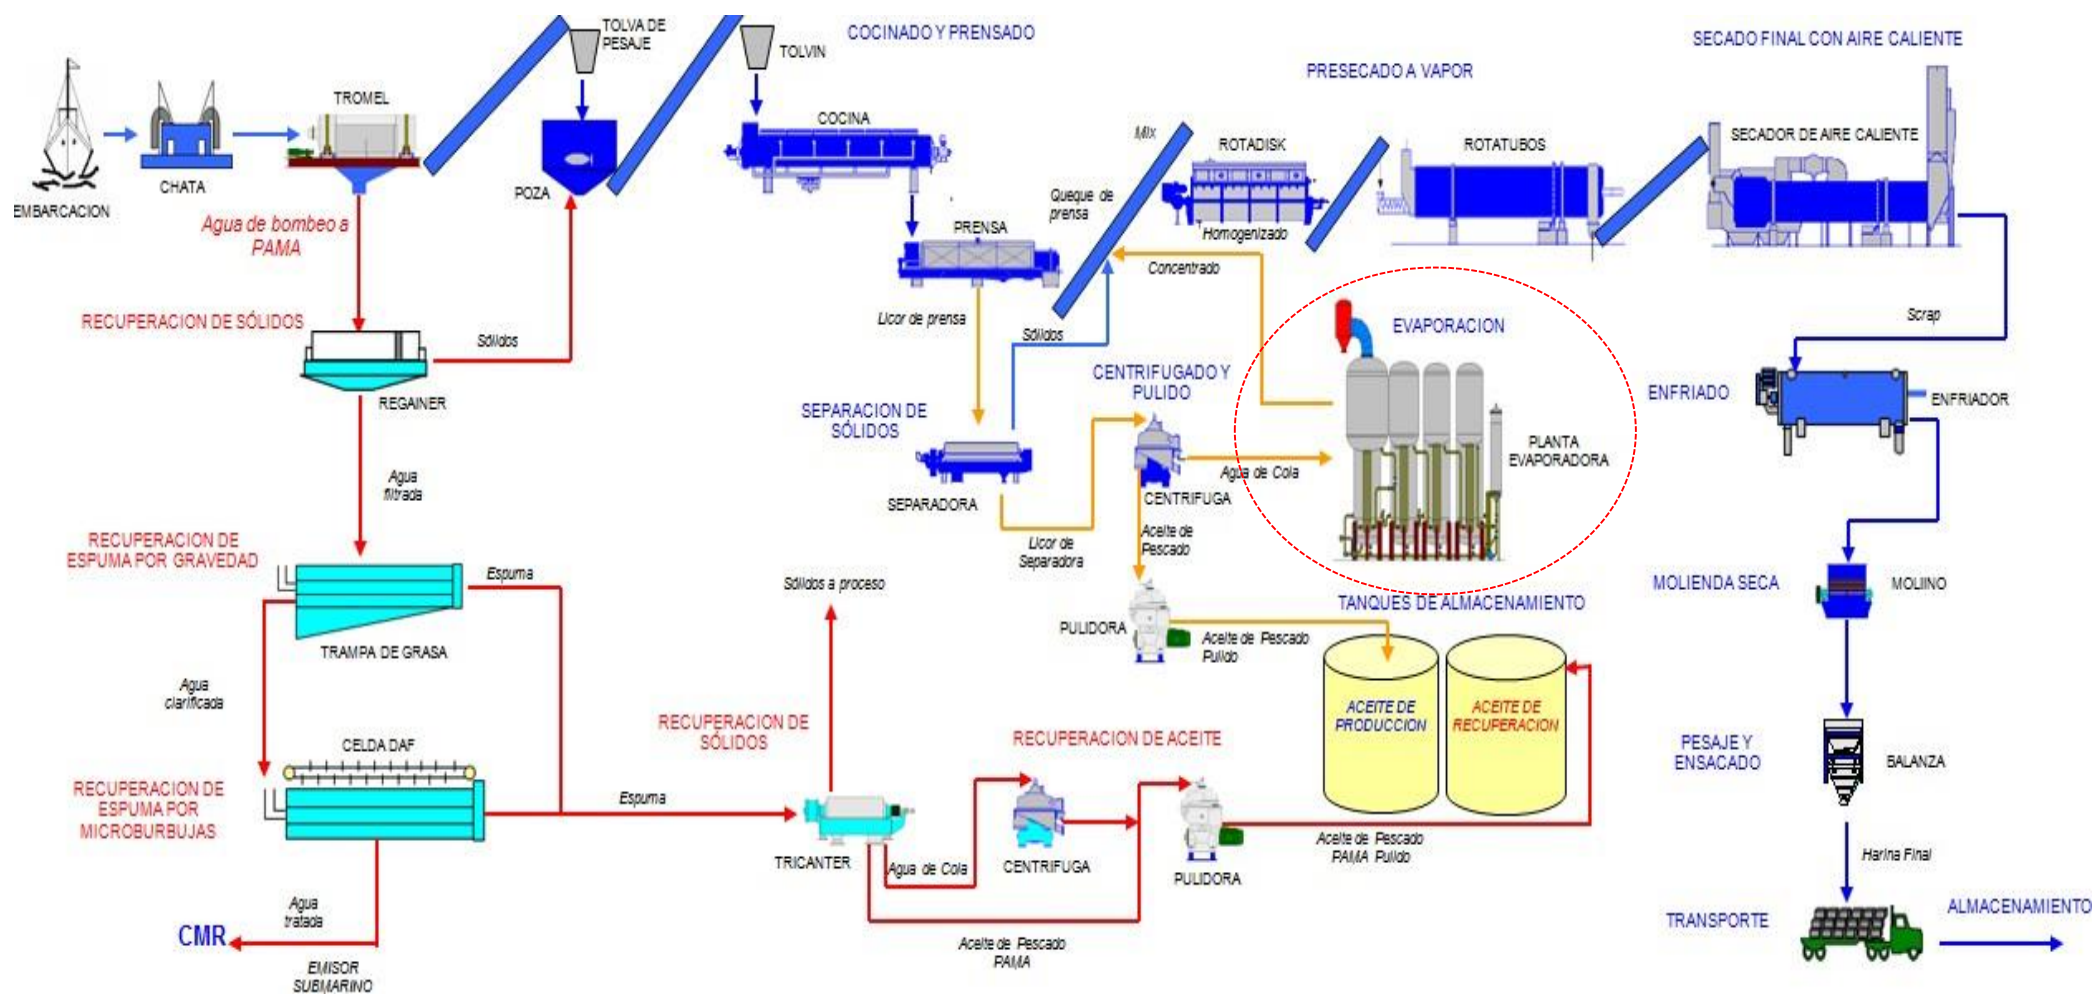 TOLVA DE
PESAJE
TOLVIN
COCINADO Y PRENSADO
SECADO FINAL CON AIRE CALIENTE
PRESECADO A VAPOR
TROMEL
COCINA
Mix
ROTADISK
ROTATUBOS
SECADOR DE AIRE CALIENTE
CHATA
POZA
EMBARCACION
Agua de bombeo a
PAMA
Queque de
prensa
PRENSA
Homogenizado
Concentrado
RECUPERACION DE SÓLIDOS
Sólidos
Licor de prensa
Sólidos
EVAPORACION
Scrap
REGAINER
CENTRIFUGADO Y
PULIDO
SEPARACION DE
SÓLIDOS
ENFRIADO
ENFRIADOR
PLANTA
EVAPORADORA
Agua
filtrada
SEPARADORA
Agua de Cola
CENTRIFUGA
RECUPERACION DE
ESPUMA POR GRAVEDAD
Espuma
Licor de
Separadora
Aceite de
Pescado
Sólidos a proceso
MOLIENDA SECA
MOLIINO
TANQUES DE ALMACENAMIENTO
TRAMPA DE GRASA
PULIDORA
Aceite de Pescado
Pulido
Agua
clarificada
ACEITE DE
PRODUCCION
ACEITE DE
RECUPERACION
RECUPERACION DE
SÓLIDOS
RECUPERACION DE ACEITE
CELDA DAF
PESAJE Y
ENSACADO
BALANZA
RECUPERACION DE
ESPUMA POR
MICROBURBUJAS
Espuma
TRICANTER
Agua de Cola
CENTRIFUGA
PULIDORA
Aceite de Pescado
PAMA Pulido
Harina Final
Agua
tratada
CMR
EMISOR
SUBMARINO
Aceite de Pescado
PAMA
TRANSPORTE
ALMACENAMIENTO